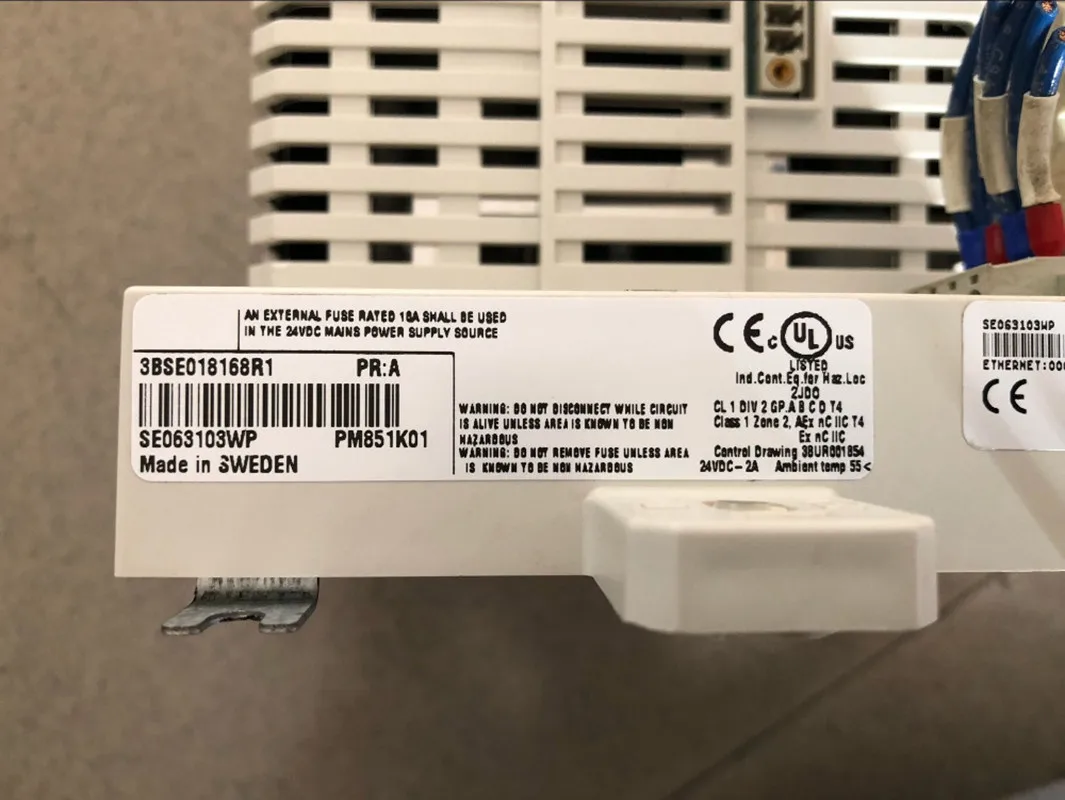 AN EXTERNAL FUSE RATED 10A SHALL BE USED
IN THE 24VDC MAINS POWER SUPPLY SOURCE
3BSE018168R1 PR:A
SE063103WP PM851K01
Made in SWEDEN
WARNING: DO NOT DISCONNECT WHILE CIRCUIT
IS ALIVE UNLESS AREA IS KNOWN TO BE NON
HAZARDOUS
WARNING: DO NOT REMOVE FUSE UNLESS AREA
IS KNOWN TO BE NON HAZARDOUS
CE C UL US
LISTED
Ind.Cont.Eq.for Haz.Loc
2JD0
CL 1 DIV 2 GP.A B C D T4
Class 1 Zone 2, AEx nC IIC T4
Ex nC IIC
Control Drawing 3BUR001854
24VDC-2A Ambient temp 55<
SE063103WP
ETHERNET:00
CE